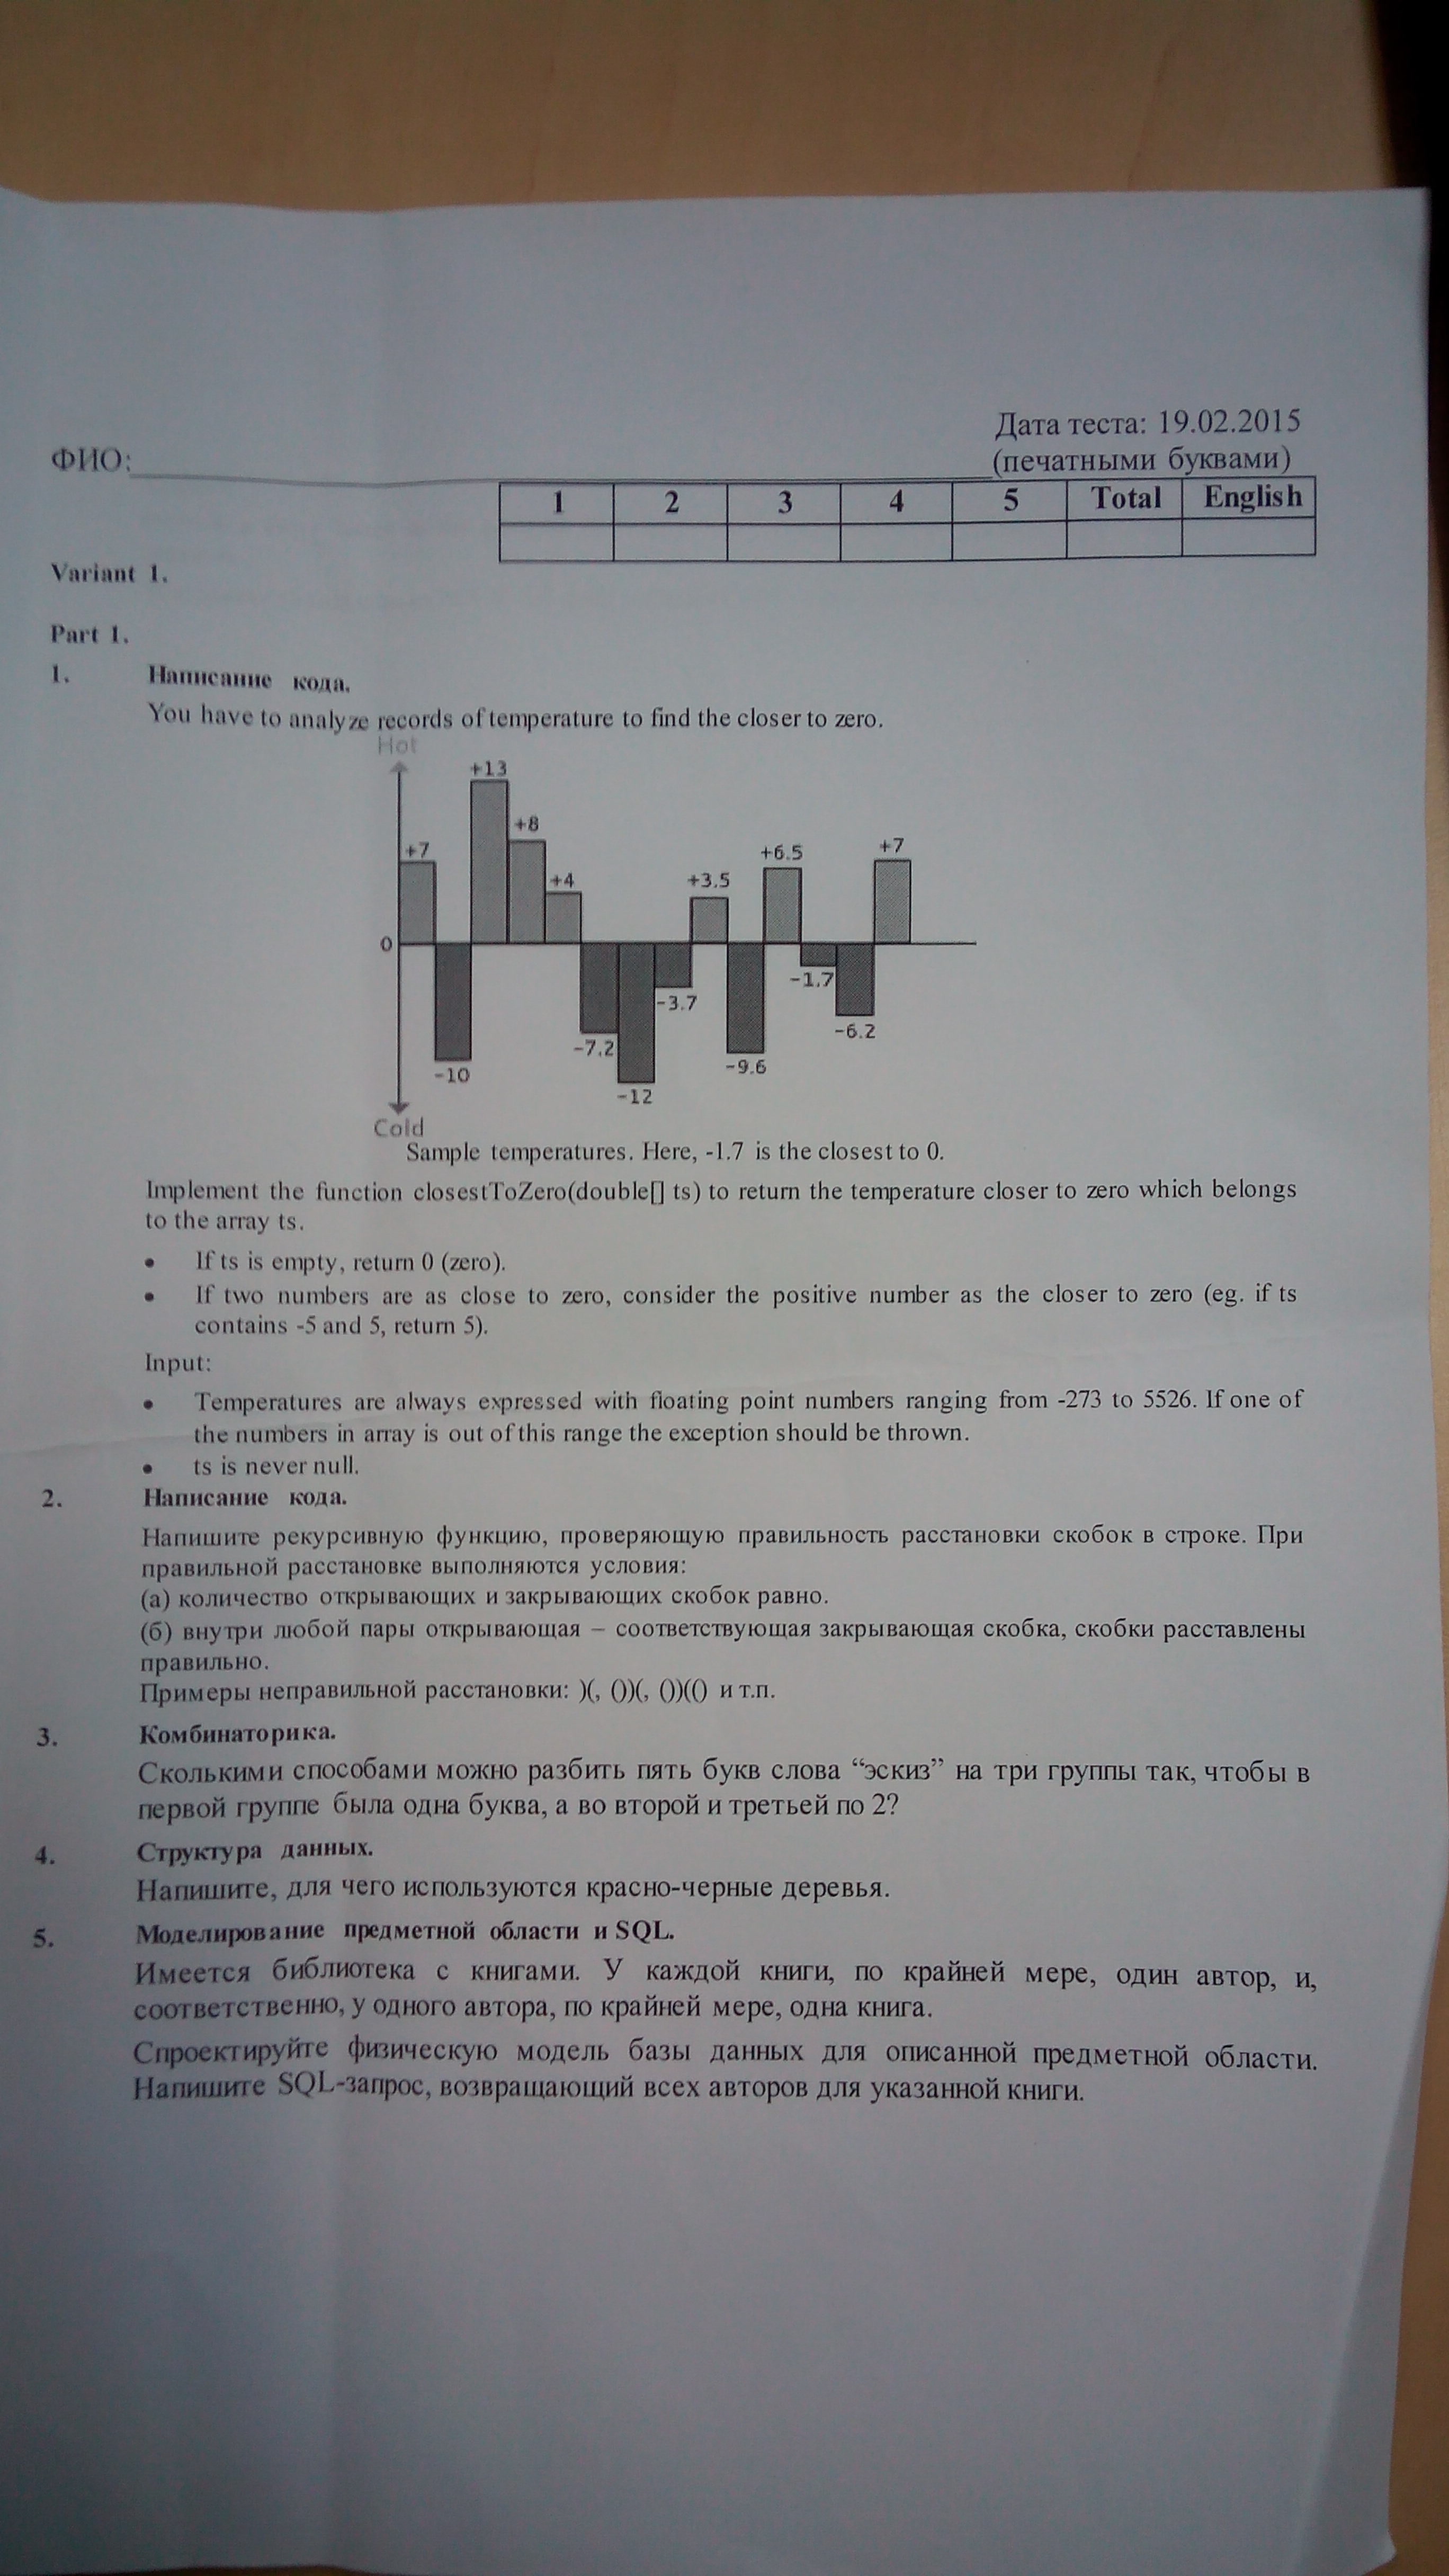 Дата теста: 19.02.2015
ФИО: (печатными буквами)
1 2 3 4 5 Total English
Variant 1.
Part 1.
1. Написание кода.
You have to analyze records of temperature to find the closer to zero.
Hot
+13
+8
+7
+4
+3.5
+6.5
+7
0
-10
-7.2
-12
-3.7
-9.6
-1.7
-6.2
Cold
Sample temperatures. Here, -1.7 is the closest to 0.
Implement the function closestToZero(double[] ts) to return the temperature closer to zero which belongs
to the array ts.
• If ts is empty, return 0 (zero).
• If two numbers are as close to zero, consider the positive number as the closer to zero (eg. if ts
contains -5 and 5, return 5).
Input:
• Temperatures are always expressed with floating point numbers ranging from -273 to 5526. If one of
the numbers in array is out of this range the exception should be thrown.
• ts is never null.
2. Написание кода.
Напишите рекурсивную функцию, проверяющую правильность расстановки скобок в строке. При
правильной расстановке выполняются условия:
(а) количество открывающих и закрывающих скобок равно.
(б) внутри любой пары открывающая – соответствующая закрывающая скобка, скобки расставлены
правильно.
Примеры неправильной расстановки: )(, ())(, ())(() и т.п.
3. Комбинаторика.
Сколькими способами можно разбить пять букв слова “эскиз” на три группы так, чтобы в
первой группе была одна буква, а во второй и третьей по 2?
4. Структура данных.
Напишите, для чего используются красно-черные деревья.
5. Моделирование предметной области и SQL.
Имеется библиотека с книгами. У каждой книги, по крайней мере, один автор, и,
соответственно, у одного автора, по крайней мере, одна книга.
Спроектируйте физическую модель базы данных для описанной предметной области.
Напишите SQL-запрос, возвращающий всех авторов для указанной книги.